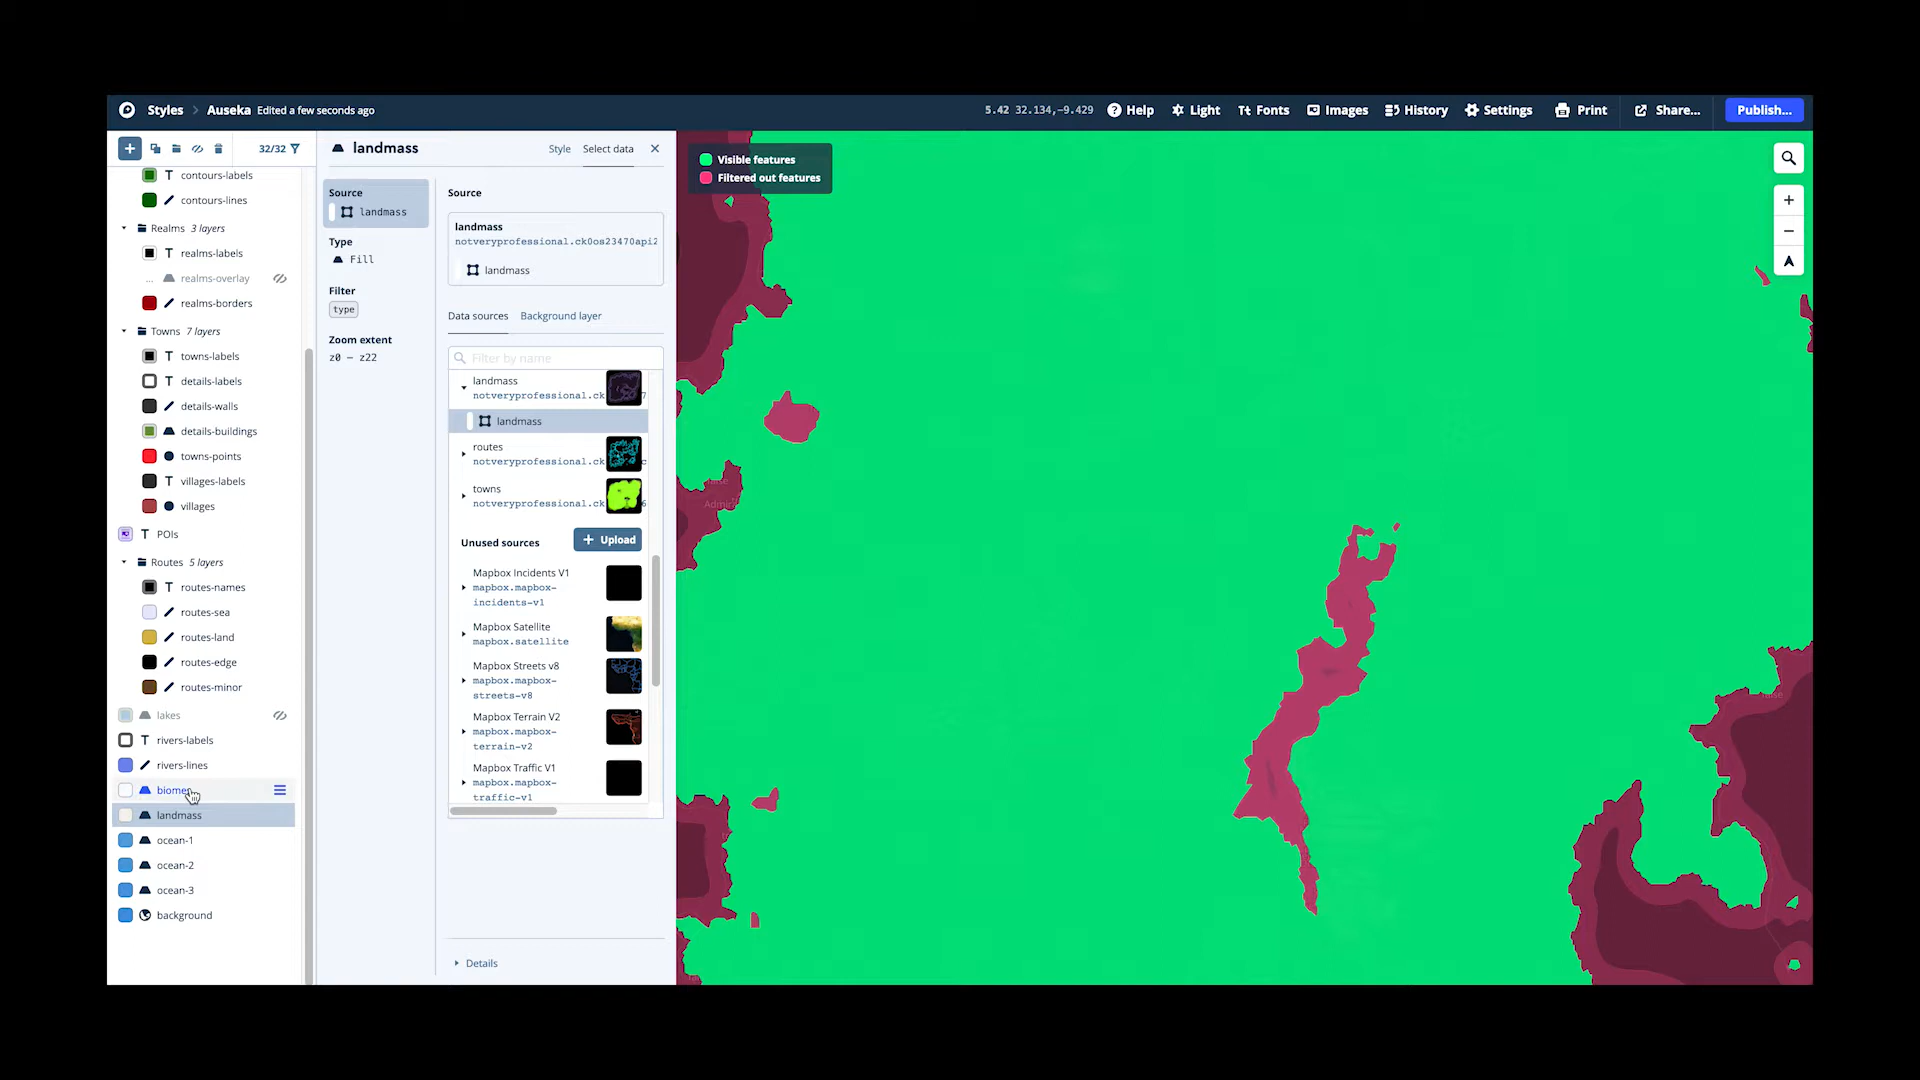 Styles > Auseka Edited a few seconds ago
5.42 32.134,-9.429 Help Light Fonts Images History Settings Print Share... Publish...
32/32
contours-labels
contours-lines
Realms 3 layers
realms-labels
... realms-overlay
realms-borders
Towns 7 layers
towns-labels
details-labels
details-walls
details-buildings
towns-points
villages-labels
villages
POIs
Routes 5 layers
routes-names
routes-sea
routes-land
routes-edge
routes-minor
lakes
rivers-labels
rivers-lines
landmass
ocean-1
ocean-2
ocean-3
background
landmass Style Select data
Source
landmass
Type
Fill
Filter
type
Zoom extent
z0 – z22
Source
landmass
notveryprofessional.ck0os23470api2
landmass
Data sources Background layer
Filter by name
landmass
notveryprofessional.ck
landmass
routes
notveryprofessional.ck
towns
notveryprofessional.ck
Unused sources + Upload
Mapbox Incidents V1
mapbox.mapbox-
incidents-v1
Mapbox Satellite
mapbox.satellite
Mapbox Streets v8
mapbox.mapbox-
streets-v8
Mapbox Terrain V2
mapbox.mapbox-
terrain-v2
Mapbox Traffic V1
mapbox.mapbox-
traffic-v1
Details
Visible features
Filtered out features